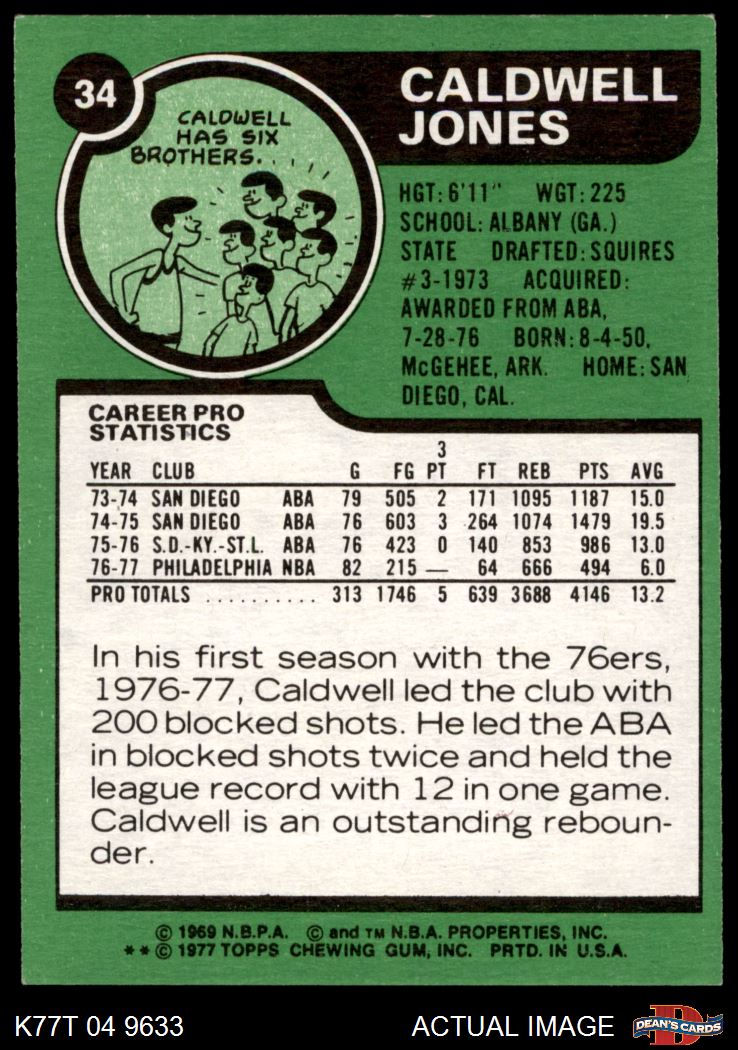 34
CALDWELL
HAS SIX
BROTHERS. . . . .
CALDWELL
JONES
HGT: 6'11" WGT: 225
SCHOOL: ALBANY (GA.)
STATE DRAFTED: SQUIRES
#3-1973 ACQUIRED:
AWARDED FROM ABA,
7-28-76 BORN: 8-4-50,
McGEHEE, ARK. HOME: SAN
DIEGO, CAL.
CAREER PRO
STATISTICS
YEAR CLUB G FG 3 PT FT REB PTS AVG
73-74 SAN DIEGO ABA 79 505 2 171 1095 1187 15.0
74-75 SAN DIEGO ABA 76 603 3 264 1074 1479 19.5
75-76 S.D.-KY.-ST.L. ABA 76 423 0 140 853 986 13.0
76-77 PHILADELPHIA NBA 82 215 — 64 666 494 6.0
PRO TOTALS .......... 313 1746 5 639 3688 4146 13.2
In his first season with the 76ers,
1976-77, Caldwell led the club with
200 blocked shots. He led the ABA
in blocked shots twice and held the
league record with 12 in one game.
Caldwell is an outstanding reboun-
der.
© 1969 N.B.P.A. © and TM N.B.A. PROPERTIES, INC.
** © 1977 TOPPS CHEWING GUM, INC. PRTD. IN U.S.A.
K77T 04 9633 ACTUAL IMAGE D DEAN'S CARDS